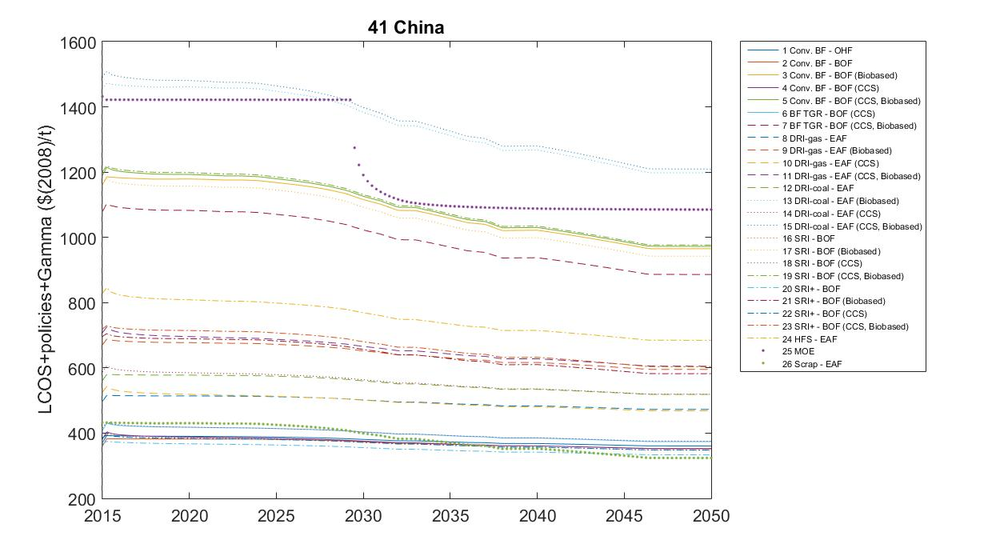 41 China
LCOS+policies+Gamma ($(2008)/t)
1600
1400
1200
1000
800
600
400
200
2015
2020
2025
2030
2035
2040
2045
2050
1 Conv. BF - OHF
2 Conv. BF - BOF
3 Conv. BF - BOF (Biobased)
4 Conv. BF - BOF (CCS)
5 Conv. BF - BOF (CCS, Biobased)
6 BF TGR - BOF (CCS)
7 BF TGR - BOF (CCS, Biobased)
8 DRI-gas - EAF
9 DRI-gas - EAF (Biobased)
10 DRI-gas - EAF (CCS)
11 DRI-gas - EAF (CCS, Biobased)
12 DRI-coal - EAF
13 DRI-coal - EAF (Biobased)
14 DRI-coal - EAF (CCS)
15 DRI-coal - EAF (CCS, Biobased)
16 SRI - BOF
17 SRI - BOF (Biobased)
18 SRI - BOF (CCS)
19 SRI - BOF (CCS, Biobased)
20 SRI+ - BOF
21 SRI+ - BOF (Biobased)
22 SRI+ - BOF (CCS)
23 SRI+ - BOF (CCS, Biobased)
24 HFS - EAF
25 MOE
26 Scrap - EAF